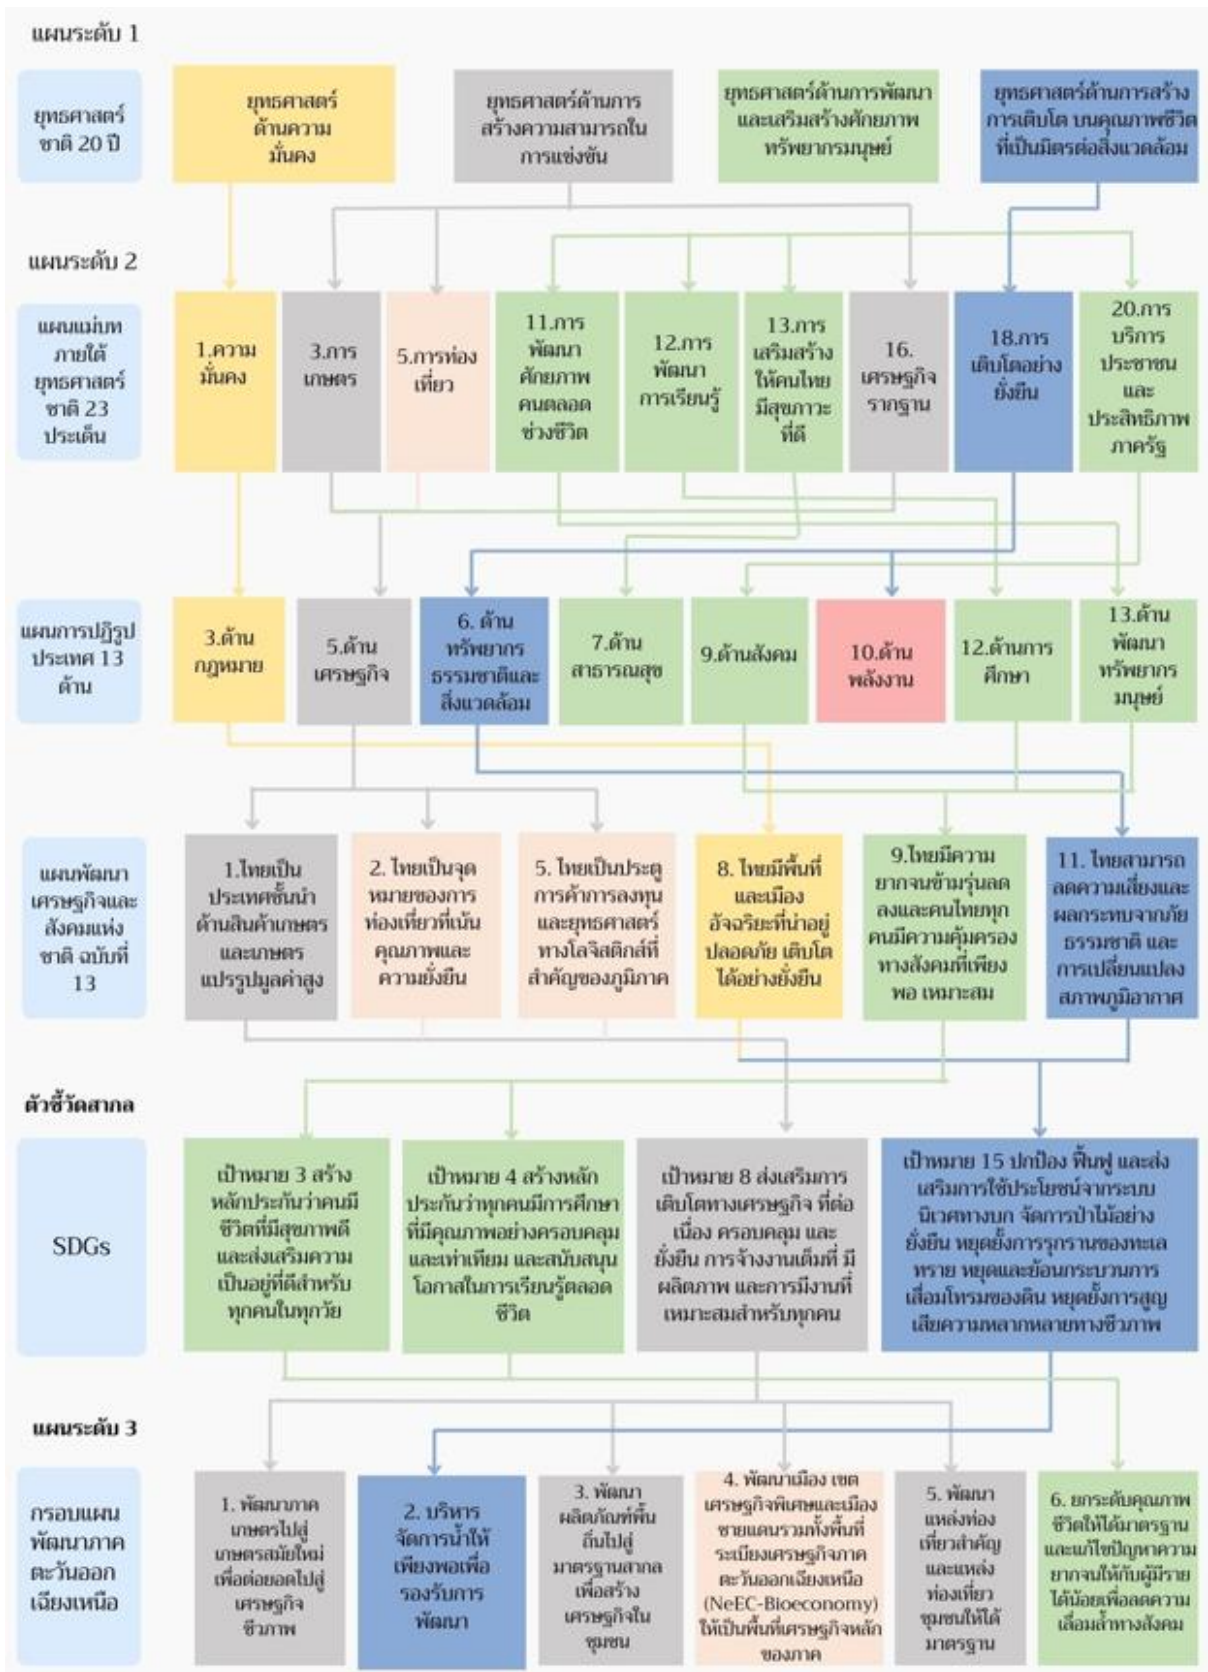 แผนระดับ 1
ยุทธศาสตร์
ชาติ 20 ปี
ยุทธศาสตร์
ด้านความ
มั่นคง
ยุทธศาสตร์ด้านการ
สร้างความสามารถใน
การแข่งขัน
ยุทธศาสตร์ด้านการพัฒนา
และเสริมสร้างศักยภาพ
ทรัพยากรมนุษย์
ยุทธศาสตร์ด้านการสร้าง
การเติบโต บนคุณภาพชีวิต
ที่เป็นมิตรต่อสิ่งแวดล้อม
แผนระดับ 2
แผนแม่บท
ภายใต้
ยุทธศาสตร์
ชาติ 23
ประเด็น
1.ความ
มั่นคง
3.การ
เกษตร
5.การท่อง
เที่ยว
11.การ
พัฒนา
ศักยภาพ
คนตลอด
ช่วงชีวิต
12.การ
พัฒนา
การเรียนรู้
13.การ
เสริมสร้าง
ให้คนไทย
มีสุขภาวะ
ที่ดี
16.
เศรษฐกิจ
รากฐาน
18.การ
เติบโตอย่าง
ยั่งยืน
20.การ
บริการ
ประชาชน
และ
ประสิทธิภาพ
ภาครัฐ
แผนการปฏิรูป
ประเทศ 13
ด้าน
3.ด้าน
กฎหมาย
5.ด้าน
เศรษฐกิจ
6. ด้าน
ทรัพยากร
ธรรมชาติและ
สิ่งแวดล้อม
7.ด้าน
สาธารณสุข
9.ด้านสังคม
10.ด้าน
พลังงาน
12.ด้านการ
ศึกษา
13.ด้าน
พัฒนา
ทรัพยากร
มนุษย์
แผนพัฒนา
เศรษฐกิจและ
สังคมแห่ง
ชาติ ฉบับที่
13
1.ไทยเป็น
ประเทศชั้นนำ
ด้านสินค้าเกษตร
และเกษตร
แปรรูปมูลค่าสูง
2. ไทยเป็นจุด
หมายของการ
ท่องเที่ยวที่เน้น
คุณภาพและ
ความยั่งยืน
5. ไทยเป็นประตู
การค้าการลงทุน
และยุทธศาสตร์
ทางโลจิสติกส์ที่
สำคัญของภูมิภาค
8. ไทยมีพื้นที่
และเมือง
อัจฉริยะที่น่าอยู่
ปลอดภัย เติบโต
ได้อย่างยั่งยืน
9.ไทยมีความ
ยากจนข้ามรุ่นลด
ลงและคนไทยทุก
คนมีความคุ้มครอง
ทางสังคมที่เพียง
พอ เหมาะสม
11. ไทยสามารถ
ลดความเสี่ยงและ
ผลกระทบจากภัย
ธรรมชาติ และ
การเปลี่ยนแปลง
สภาพภูมิอากาศ
ตัวชี้วัดสากล
SDGs
เป้าหมาย 3 สร้าง
หลักประกันว่าคนมี
ชีวิตที่มีสุขภาพดี
และส่งเสริมความ
เป็นอยู่ที่ดีสำหรับ
ทุกคนในทุกวัย
เป้าหมาย 4 สร้างหลัก
ประกันว่าทุกคนมีการศึกษา
ที่มีคุณภาพอย่างครอบคลุม
และเท่าเทียม และสนับสนุน
โอกาสในการเรียนรู้ตลอด
ชีวิต
เป้าหมาย 8 ส่งเสริมการ
เติบโตทางเศรษฐกิจ ที่ต่อ
เนื่อง ครอบคลุม และ
ยั่งยืน การจ้างงานเต็มที่ มี
ผลิตภาพ และการมีงานที่
เหมาะสมสำหรับทุกคน
เป้าหมาย 15 ปกป้อง ฟื้นฟู และส่ง
เสริมการใช้ประโยชน์จากระบบ
นิเวศทางบก จัดการป่าไม้อย่าง
ยั่งยืน หยุดยั้งการรุกรานของทะเล
ทราย หยุดและย้อนกระบวนการ
เสื่อมโทรมของดิน หยุดยั้งการสูญ
เสียความหลากหลายทางชีวภาพ
แผนระดับ 3
กรอบแผน
พัฒนาภาค
ตะวันออก
เฉียงเหนือ
1. พัฒนาภาค
เกษตรไปสู่
เกษตรสมัยใหม่
เพื่อต่อยอดไปสู่
เศรษฐกิจ
ชีวภาพ
2. บริหาร
จัดการน้ำให้
เพียงพอเพื่อ
รองรับการ
พัฒนา
3. พัฒนา
ผลิตภัณฑ์พื้น
ถิ่นไปสู่
มาตรฐานสากล
เพื่อสร้าง
เศรษฐกิจใน
ชุมชน
4. พัฒนาเมือง เขต
เศรษฐกิจพิเศษและเมือง
ชายแดนรวมทั้งพื้นที่
ระเบียงเศรษฐกิจภาค
ตะวันออกเฉียงเหนือ
(NeEC-Bioeconomy)
ให้เป็นพื้นที่เศรษฐกิจหลัก
ของภาค
5. พัฒนา
แหล่งท่อง
เที่ยวสำคัญ
และแหล่ง
ท่องเที่ยว
ชุมชนให้ได้
มาตรฐาน
6. ยกระดับคุณภาพ
ชีวิตให้ได้มาตรฐาน
และแก้ไขปัญหาความ
ยากจนให้กับผู้มีราย
ได้น้อยเพื่อลดความ
เลื่อมล้ำทางสังคม